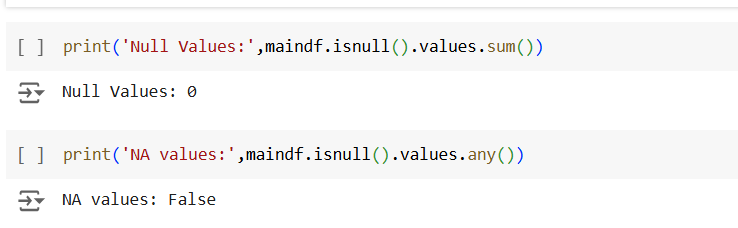 [ ] print('Null Values:',maindf.isnull().values.sum())
Null Values: 0
[ ] print('NA values:',maindf.isnull().values.any())
NA values: False